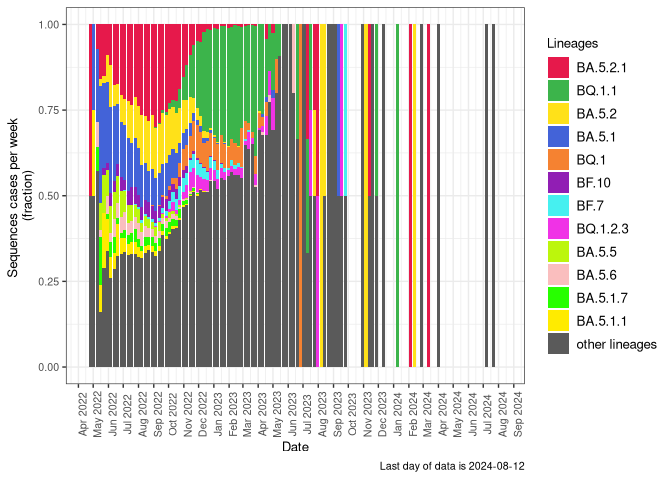 Sequences cases per week
(fraction)
1.00
0.75
0.50
0.25
0.00
Apr 2022
May 2022
Jun 2022
Jul 2022
Aug 2022
Sep 2022
Oct 2022
Nov 2022
Dec 2022
Jan 2023
Feb 2023
Mar 2023
Apr 2023
May 2023
Jun 2023
Jul 2023
Aug 2023
Sep 2023
Oct 2023
Nov 2023
Dec 2023
Jan 2024
Feb 2024
Mar 2024
Apr 2024
May 2024
Jun 2024
Jul 2024
Aug 2024
Sep 2024
Date
Lineages
BA.5.2.1
BQ.1.1
BA.5.2
BA.5.1
BQ.1
BF.10
BF.7
BQ.1.2.3
BA.5.5
BA.5.6
BA.5.1.7
BA.5.1.1
other lineages
Last day of data is 2024-08-12